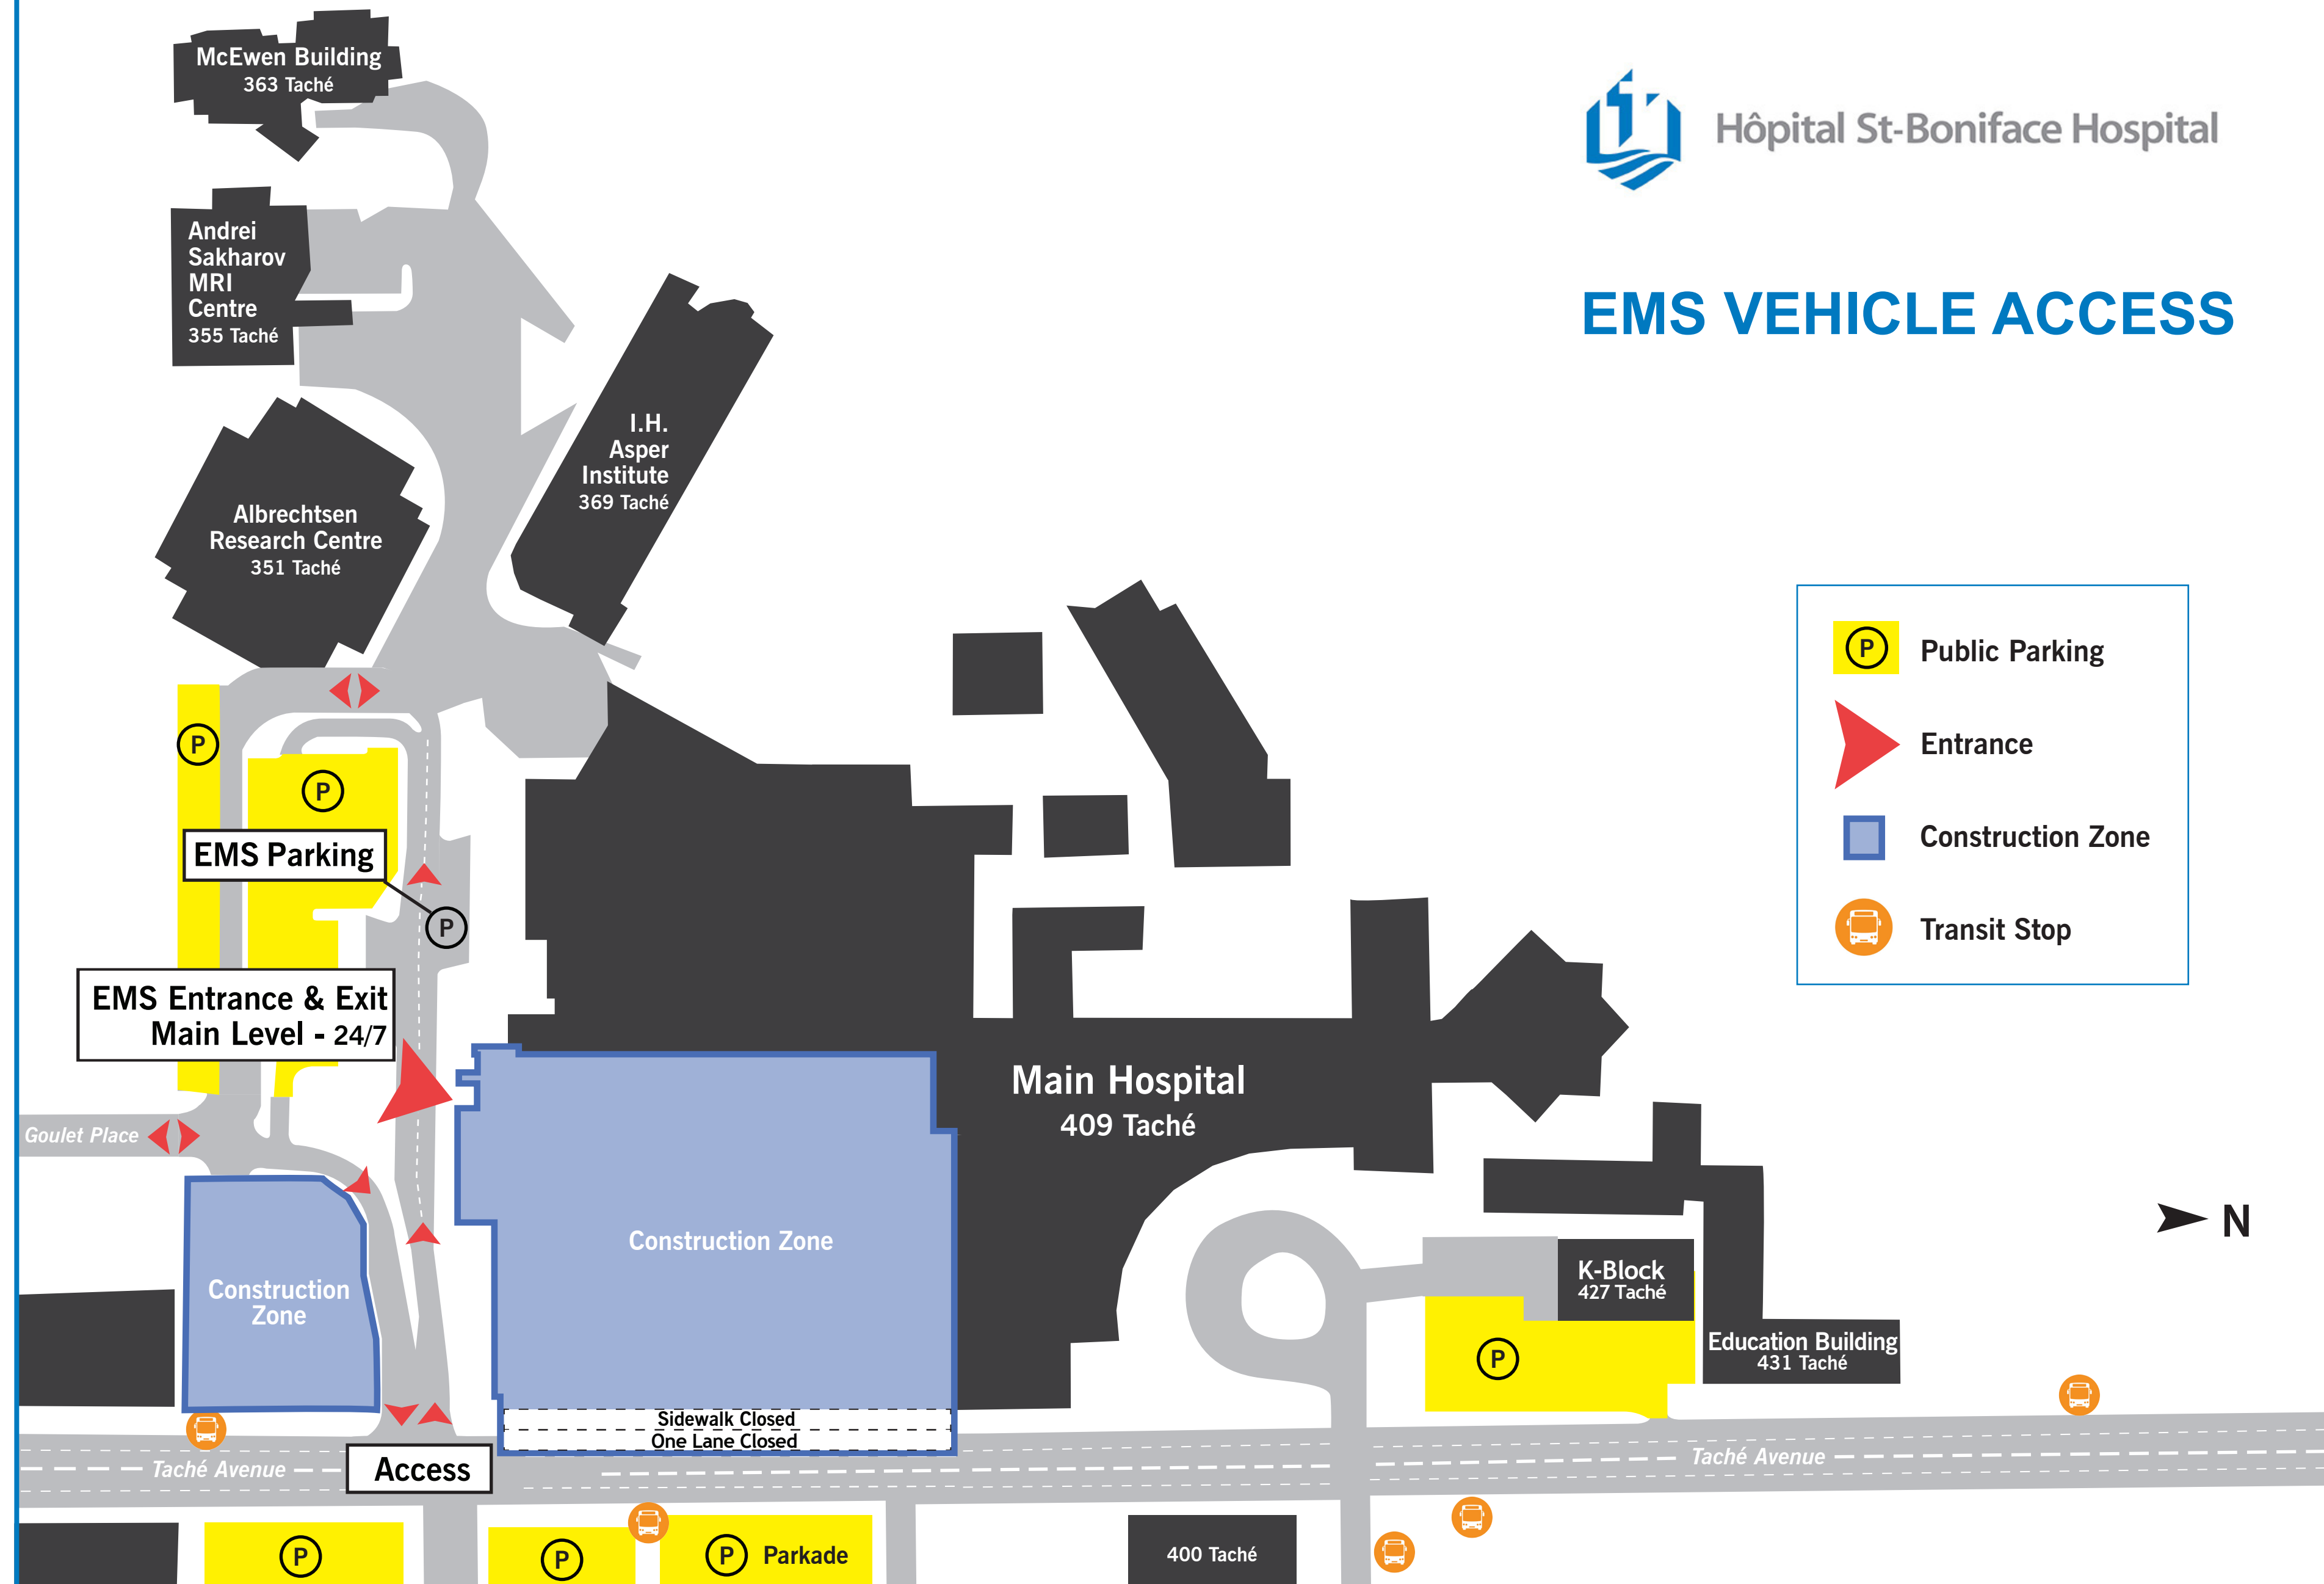 McEwen Building
363 Taché
Hôpital St-Boniface Hospital
EMS VEHICLE ACCESS
Andrei
Sakharov
MRI
Centre
355 Taché
I.H.
Asper
Institute
369 Taché
Albrechtsen
Research Centre
351 Taché
P
Public Parking
Entrance
Construction Zone
Transit Stop
P
P
EMS Parking
P
EMS Entrance & Exit
Main Level - 24/7
Main Hospital
409 Taché
Goulet Place
Construction Zone
Construction
Zone
N
K-Block
427 Taché
Education Building
431 Taché
P
Sidewalk Closed
One Lane Closed
Taché Avenue
Access
Taché Avenue
P
P
P
Parkade
400 Taché